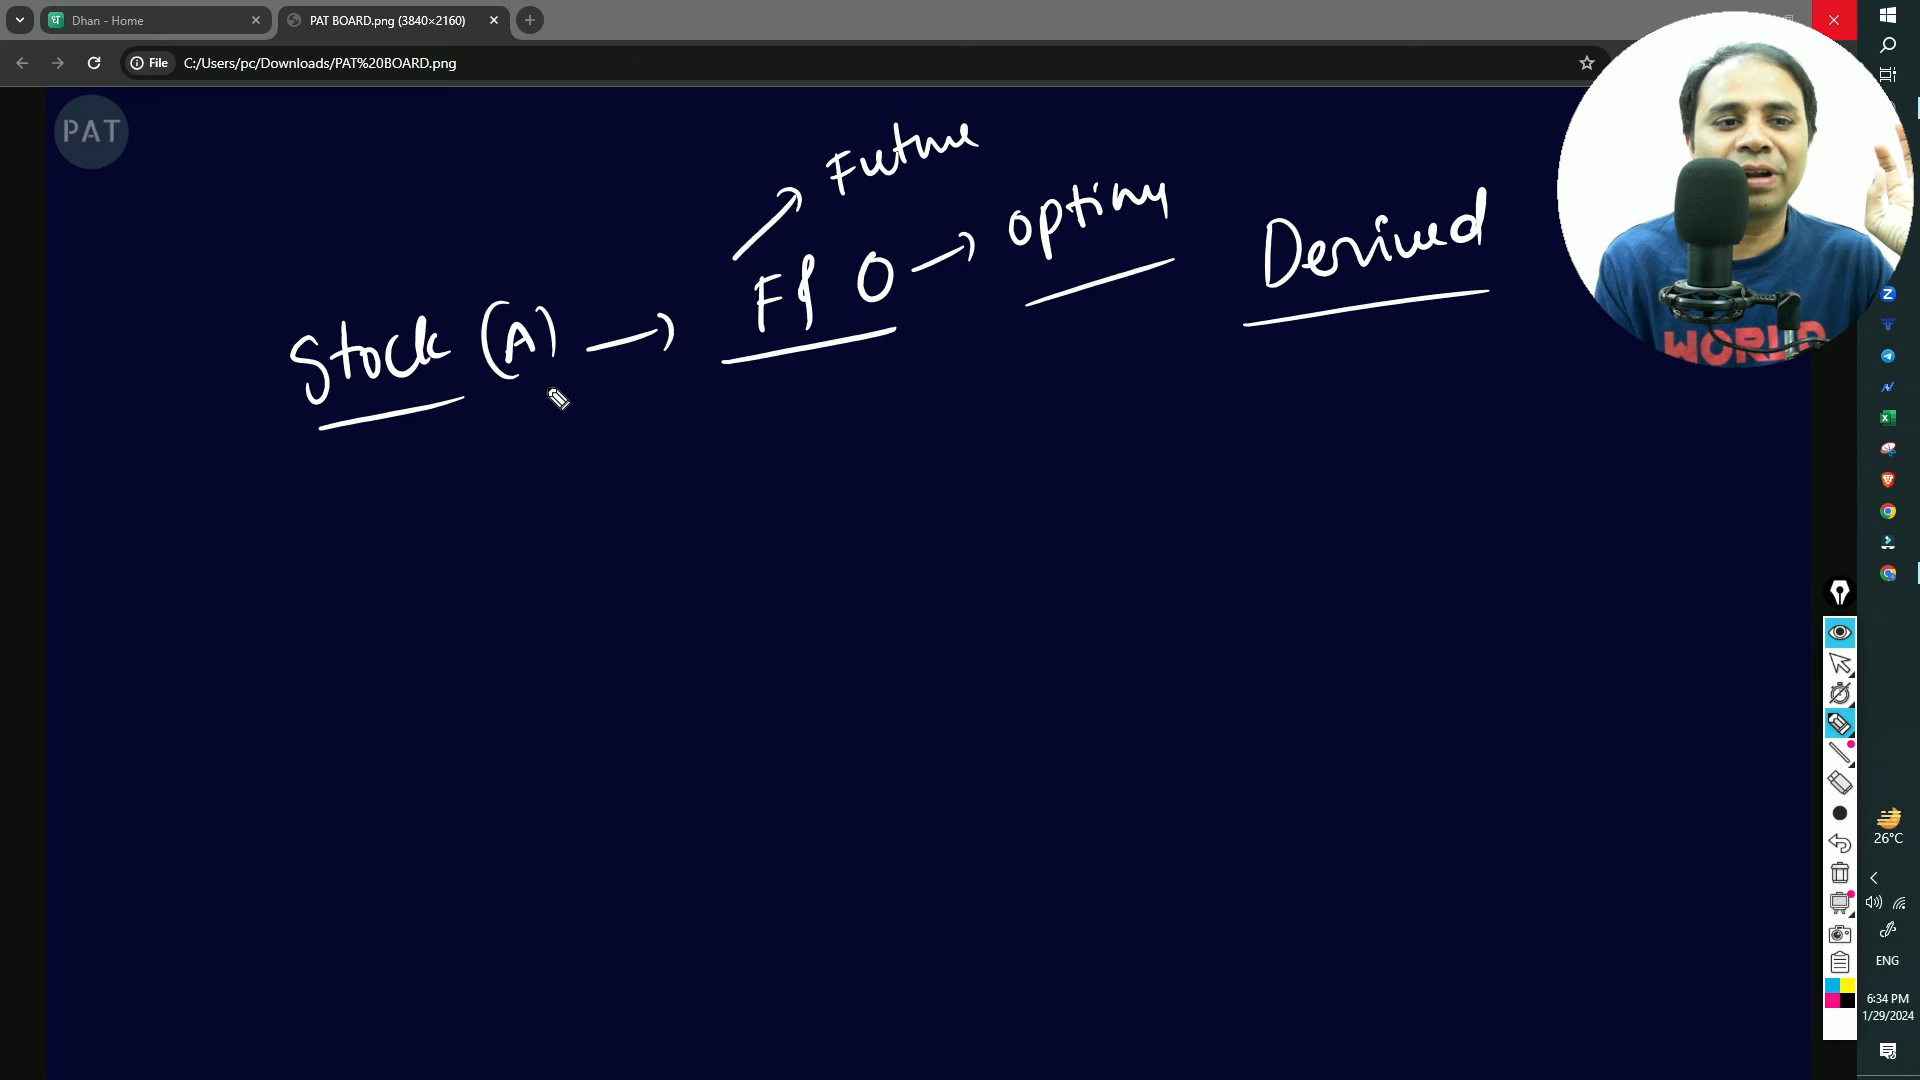 Dhan - Home
PAT BOARD.png (3840×2160)
File
C:/Users/pc/Downloads/PAT%20BOARD.png
PAT
Future
Stock (A) → F & O → options
Derived
WORLD
26°C
ENG
6:34 PM
1/29/2024